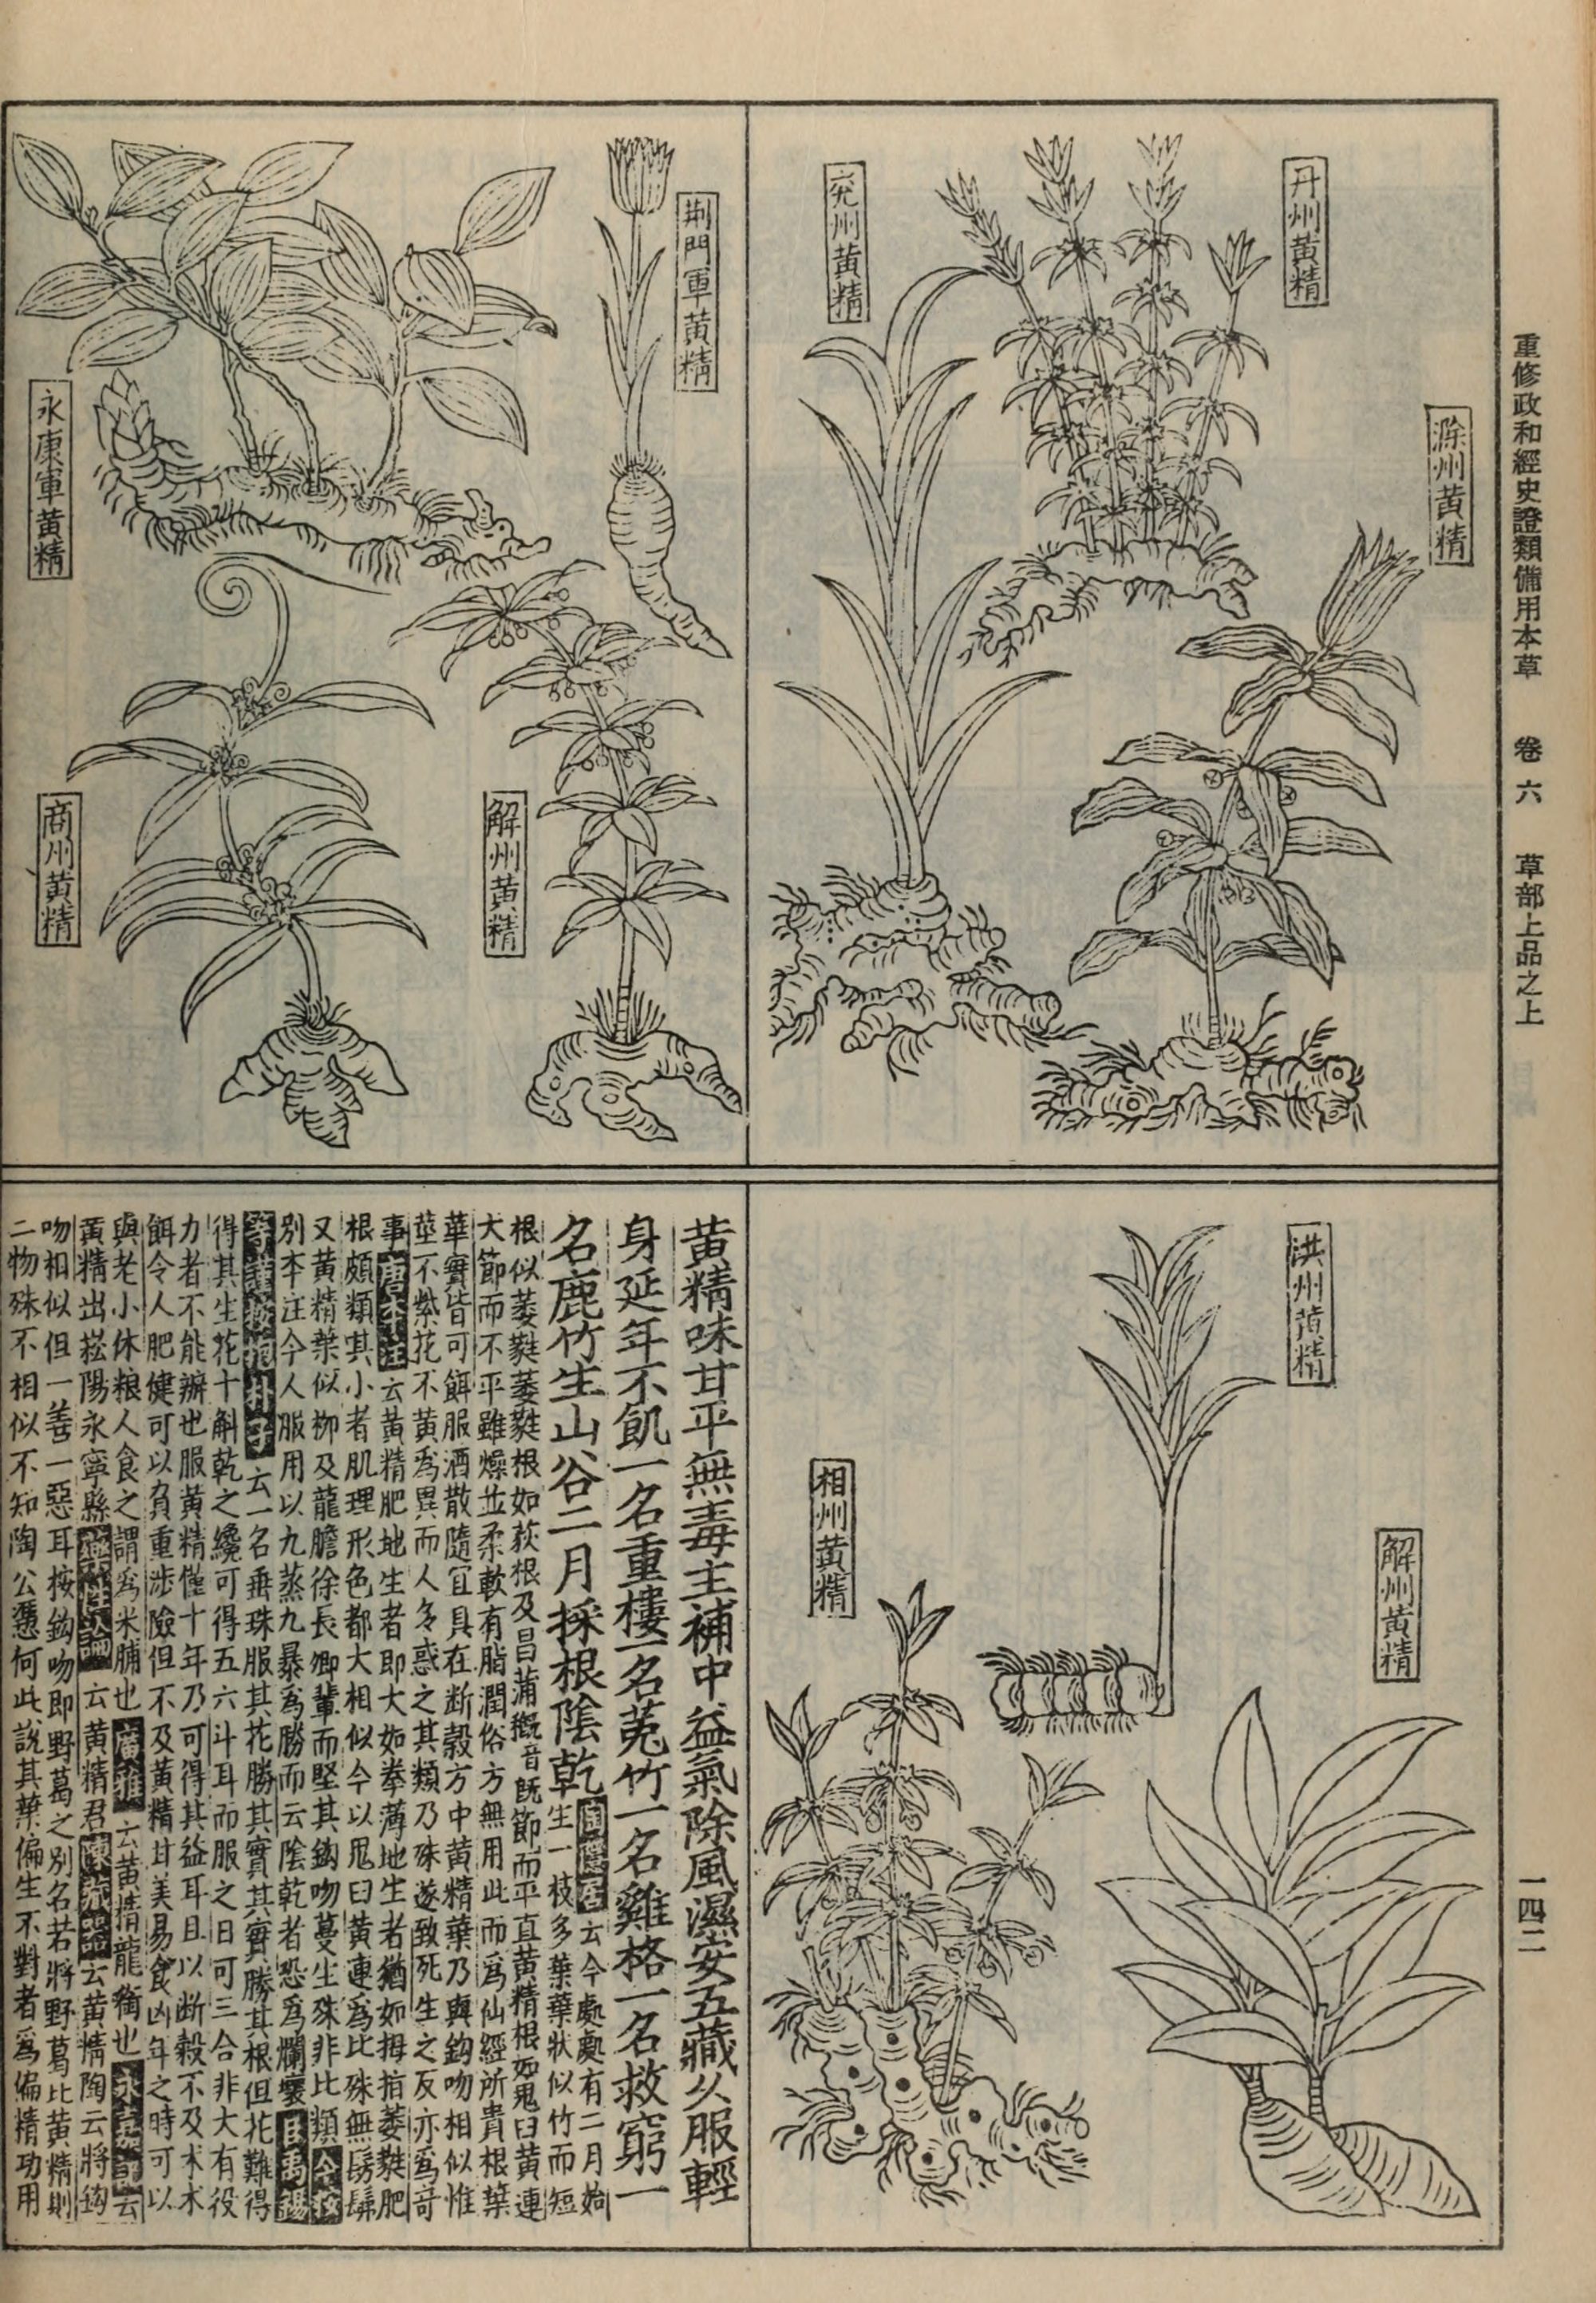 重修政和經史證類備用本草 卷六 草部上品之上
一四二
滁州黃精
丹州黃精
兗州黃精
荆門軍黃精
永康軍黃精
解州黃精
商州黃精
洪州黃精
解州黃精
相州黃精
黃精味甘平無毒主補中益氣除風濕安五藏久服輕
身延年不飢一名重樓一名菟竹一名雞格一名救窮一
名鹿竹生山谷二月採根陰乾
陶隱居云今處處有二月始
生一枝多葉葉狀似竹而短
根似萎蕤萎蕤根如荻根及昌蒲概音旣節而平直黃精根如鬼臼黃連
大節而不平雖燥並柔軟有脂潤俗方無用此而爲仙經所貴根葉
華實皆可餌服酒散隨宜具在断榖方中黃精葉乃與鈎吻相似惟
莖不紫花不黃爲異而人多惑之其類乃殊遂致死生之反亦爲竒
事唐本注云黃精肥地生者即大如拳薄地生者猶如拇指萎蕤肥
根頗類其小者肌理形色都大相似今以鬼臼黃連爲比殊無髣髴
又黃精葉似柳及龍膽徐長卿輩而堅其鈎吻蔓生殊非比類今按
別本注今人服用以九蒸九暴爲勝而云陰乾者恐爲爛壞臣禹錫
等謹按抱朴子云一名垂珠服其花勝其實其實勝其根但花難得
得其生花十斛乾之纔可得五六斗耳而服之日可三合非大有役
力者不能辦也服黃精僅十年乃可得其益耳且以断穀不及朮朮
餌令人肥健可以負重涉險但不及黃精甘美易食凶年之時可以
與老小休粮人食之謂爲米脯也廣雅云黃精龍銜也永嘉記云
黃精出崧陽永寧縣藥性論云黃精君陳藏器云黃精陶云將鈎
吻相似但一善一惡耳按鈎吻即野葛之別名若將野葛比黃精則
二物殊不相似不知陶公憑何此說其葉偏生不對者爲偏精功用